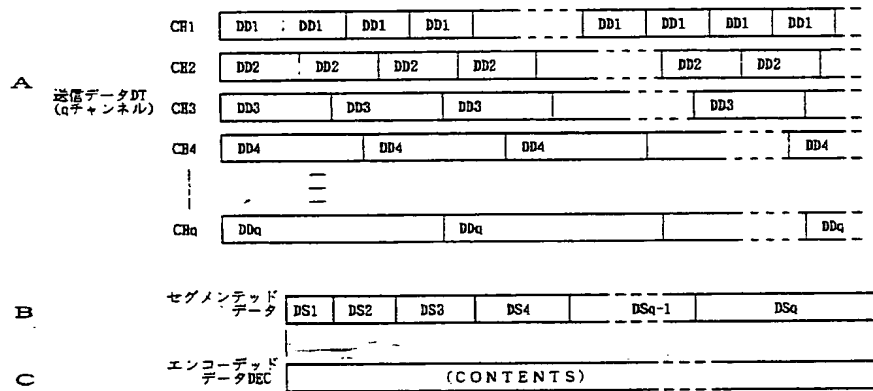 CH1 DD1 DD1 DD1 DD1 DD1 DD1 DD1 DD1
CH2 DD2 DD2 DD2 DD2 DD2 DD2
A
送信データDT
(qチャンネル)
CH3 DD3 DD3 DD3 DD3
CH4 DD4 DD4 DD4 DD4
CHq DDq DDq DDq
B
セグメンテッド
データ
DS1 DS2 DS3 DS4 DSq-1 DSq
C
エンコーデッド
データDEC
(CONTENTS)